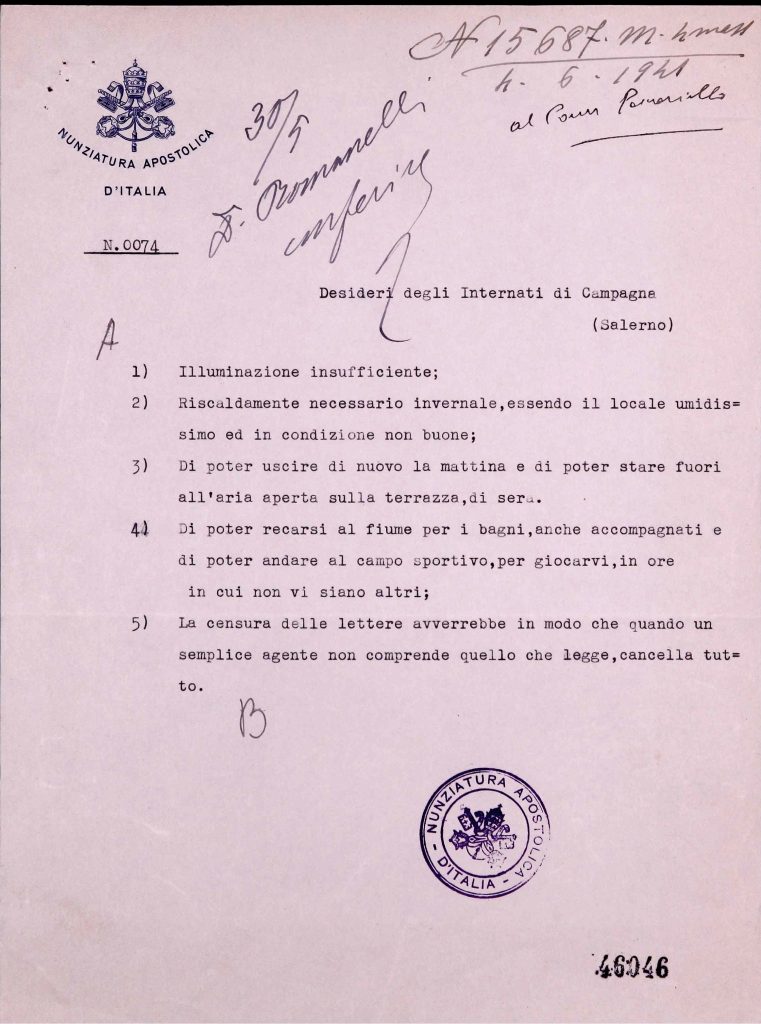 N 15687. M.
4. 6. 1941
al
30/5
Romanelli
conferire
NUNZIATURA APOSTOLICA
D'ITALIA
N.0074
Desideri degli Internati di Campagna
(Salerno)
A
1) Illuminazione insufficiente;
2) Riscaldamente necessario invernale,essendo il locale umidis=
simo ed in condizione non buone;
3) Di poter uscire di nuovo la mattina e di poter stare fuori
all'aria aperta sulla terrazza,di sera.
4) Di poter recarsi al fiume per i bagni,anche accompagnati e
di poter andare al campo sportivo,per giocarvi,in ore
in cui non vi siano altri;
5) La censura delle lettere avverrebbe in modo che quando un
semplice agente non comprende quello che legge,cancella tut=
to.
B
- NUNZIATURA APOSTOLICA -
D'ITALIA
46046